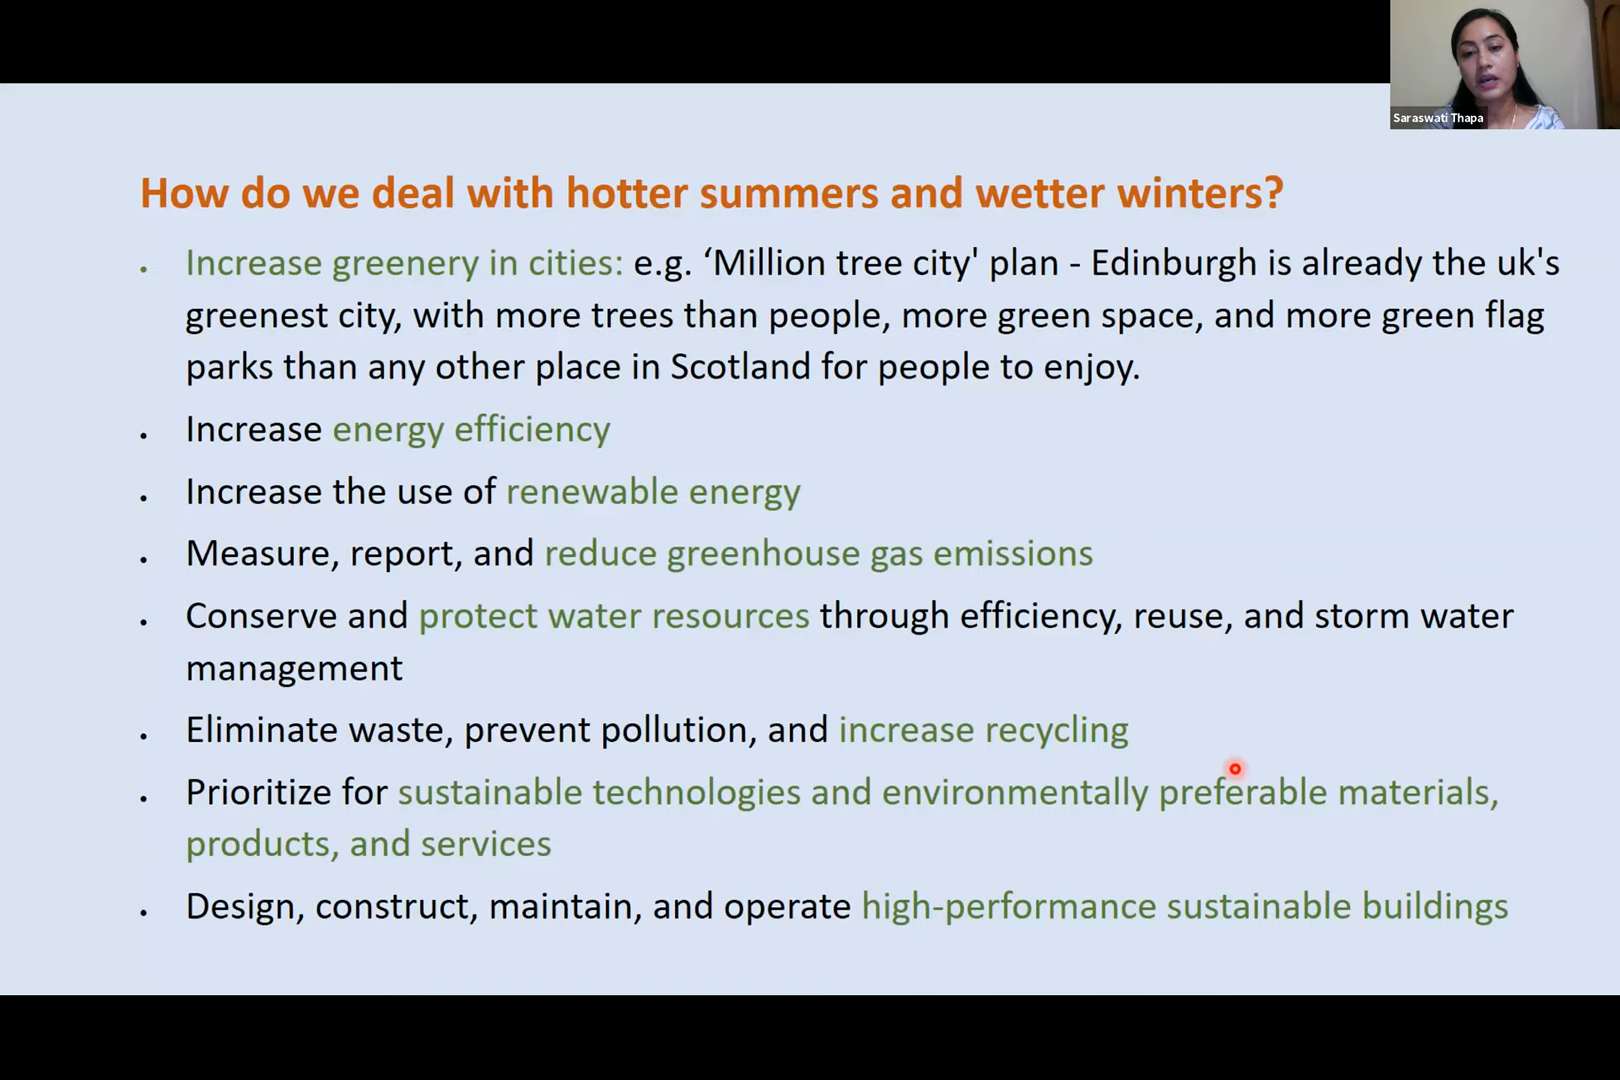 Saraswati Thapa
How do we deal with hotter summers and wetter winters?
• Increase greenery in cities: e.g. ‘Million tree city' plan - Edinburgh is already the uk's
greenest city, with more trees than people, more green space, and more green flag
parks than any other place in Scotland for people to enjoy.
• Increase energy efficiency
• Increase the use of renewable energy
• Measure, report, and reduce greenhouse gas emissions
• Conserve and protect water resources through efficiency, reuse, and storm water
management
• Eliminate waste, prevent pollution, and increase recycling
• Prioritize for sustainable technologies and environmentally preferable materials,
products, and services
• Design, construct, maintain, and operate high-performance sustainable buildings